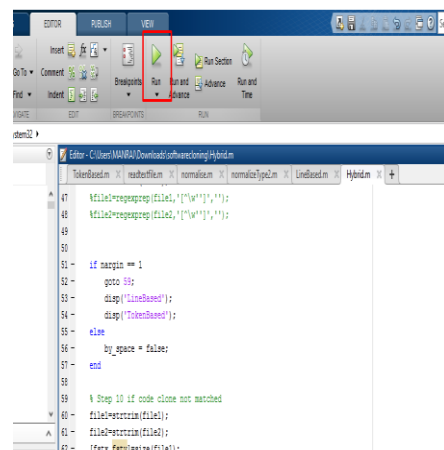 EDITOR PUBLISH VIEW
Insert fx
Go To Comment
Find Indent
Breakpoints Run Run and Advance Run Section Advance Run and Time
EDIT BREAKPOINTS RUN
ystem32
Editor - C:\Users\MANRAJ\Downloads\softwarecloning\Hybrid.m
TokenBased.m readtextfile.m normalise.m normalizeType2.m LineBased.m Hybrid.m +
47 %file1=regexprep(file1,'[^\w'']','');
48 %file2=regexprep(file2,'[^\w'']','');
49
50
51 - if nargin == 1
52 - goto 59;
53 - disp('LineBased');
54 - disp('TokenBased');
55 - else
56 - by_space = false;
57 - end
58
59 % Step 10 if code clone not matched
60 - file1=strtrim(file1);
61 - file2=strtrim(file2);